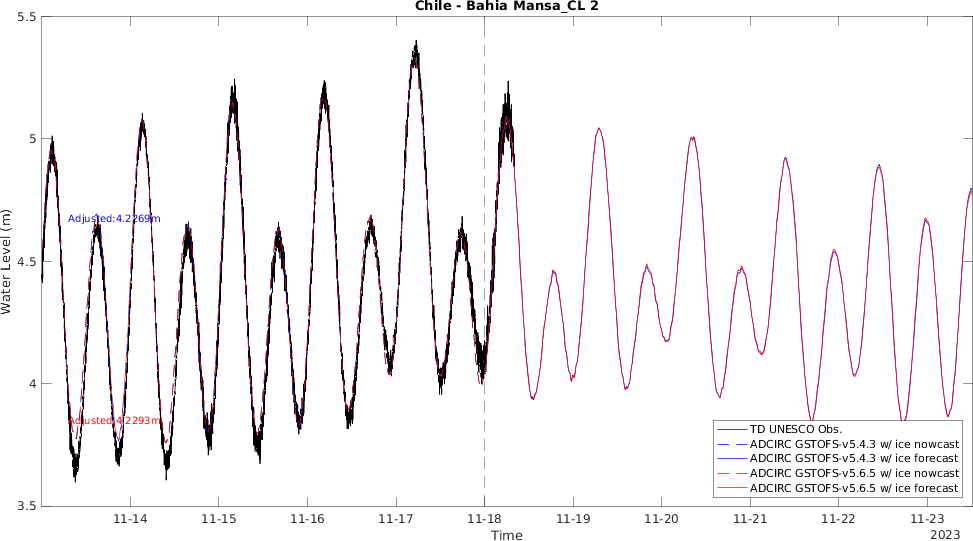 Chile - Bahia Mansa_CL 2
Water Level (m)
5.5
5
4.5
4
3.5
Adjusted:4.2269m
Adjusted:4.2293m
TD UNESCO Obs.
ADCIRC GSTOFS-v5.4.3 w/ ice nowcast
ADCIRC GSTOFS-v5.4.3 w/ ice forecast
ADCIRC GSTOFS-v5.6.5 w/ ice nowcast
ADCIRC GSTOFS-v5.6.5 w/ ice forecast
11-14 11-15 11-16 11-17 11-18 11-19 11-20 11-21 11-22 11-23
2023
Time